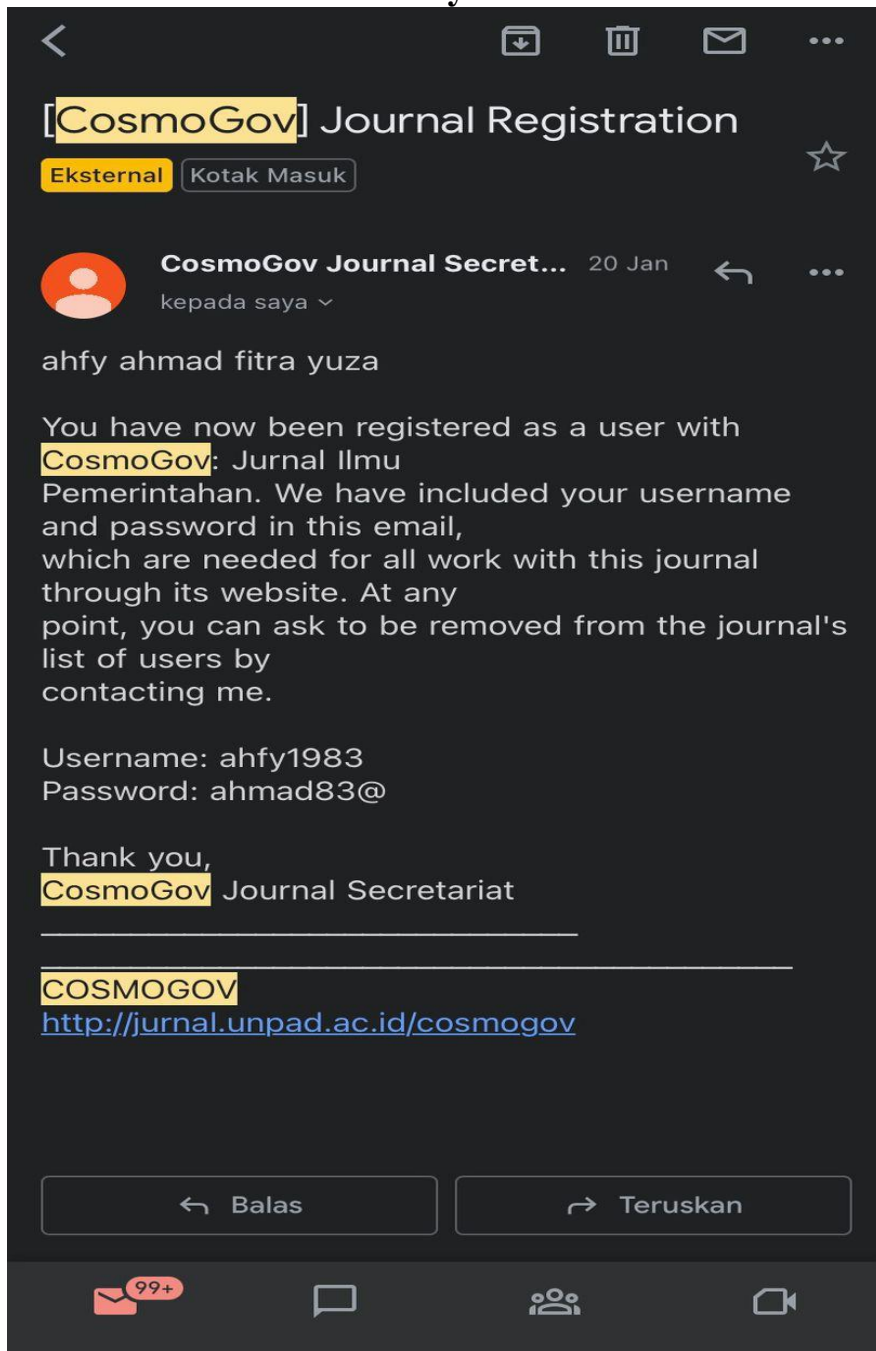 [CosmoGov] Journal Registration
Eksternal Kotak Masuk
CosmoGov Journal Secret... 20 Jan
kepada saya
ahfy ahmad fitra yuza
You have now been registered as a user with
CosmoGov: Jurnal Ilmu
Pemerintahan. We have included your username
and password in this email,
which are needed for all work with this journal
through its website. At any
point, you can ask to be removed from the journal's
list of users by
contacting me.
Username: ahfy1983
Password: ahmad83@
Thank you,
CosmoGov Journal Secretariat
COSMOGOV
http://jurnal.unpad.ac.id/cosmogov
Balas Teruskan
99+